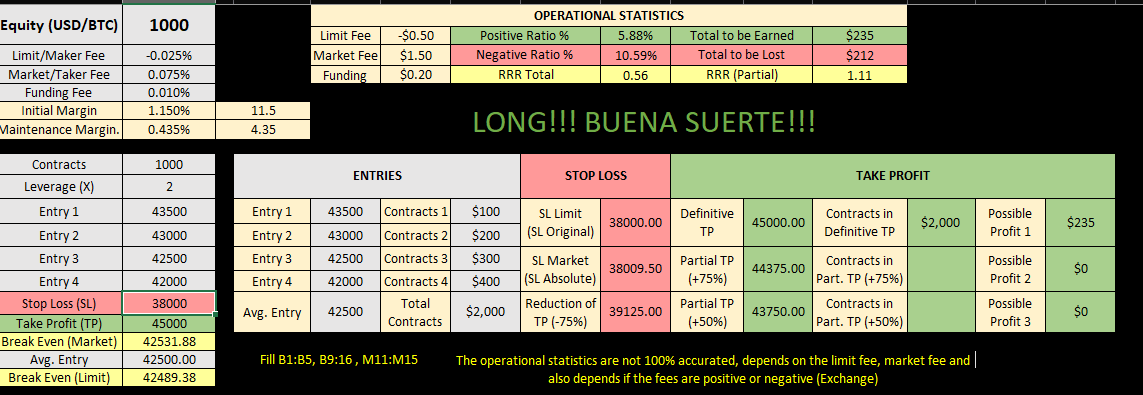 Equity (USD/BTC) 1000
Limit/Maker Fee -0.025%
Market/Taker Fee 0.075%
Funding Fee 0.010%
Initial Margin 1.150% 11.5
Maintenance Margin. 0.435% 4.35
OPERATIONAL STATISTICS
Limit Fee -$0.50 Positive Ratio % 5.88% Total to be Earned $235
Market Fee $1.50 Negative Ratio % 10.59% Total to be Lost $212
Funding $0.20 RRR Total 0.56 RRR (Partial) 1.11
LONG!!! BUENA SUERTE!!!
Contracts 1000
Leverage (X) 2
Entry 1 43500
Entry 2 43000
Entry 3 42500
Entry 4 42000
Stop Loss (SL) 38000
Take Profit (TP) 45000
Break Even (Market) 42531.88
Avg. Entry 42500.00
Break Even (Limit) 42489.38
ENTRIES STOP LOSS TAKE PROFIT
Entry 1 43500 Contracts 1 $100
Entry 2 43000 Contracts 2 $200
Entry 3 42500 Contracts 3 $300
Entry 4 42000 Contracts 4 $400
Avg. Entry 42500 Total
Contracts $2,000
SL Limit
(SL Original) 38000.00
SL Market
(SL Absolute) 38009.50
Reduction of
TP (-75%) 39125.00
Definitive
TP 45000.00 Contracts in
Definitive TP $2,000 Possible
Profit 1 $235
Partial TP
(+75%) 44375.00 Contracts in
Part. TP (+75%) Possible
Profit 2 $0
Partial TP
(+50%) 43750.00 Contracts in
Part. TP (+50%) Possible
Profit 3 $0
Fill B1:B5, B9:16 , M11:M15
The operational statistics are not 100% accurated, depends on the limit fee, market fee and
also depends if the fees are positive or negative (Exchange)